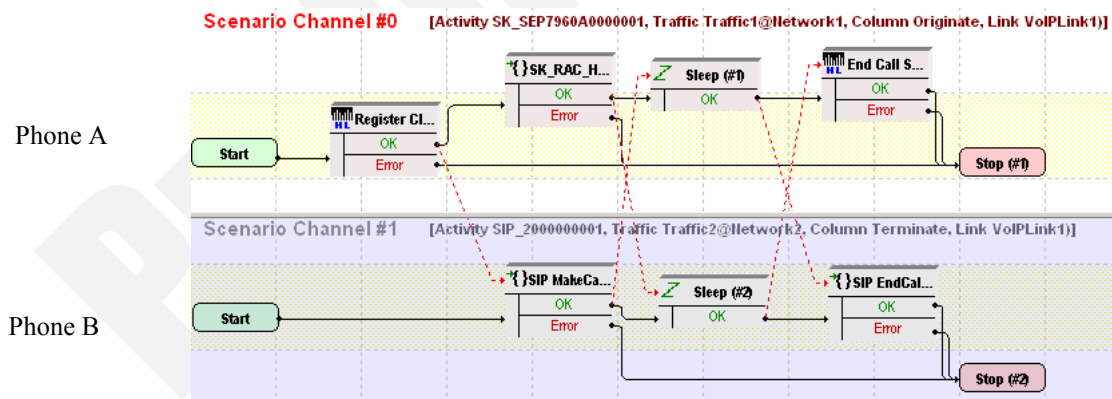 Scenario Channel #0 [Activity SK_SEP7960A0000001, Traffic Traffic1@Network1, Column Originate, Link VoIPLink1)]
{}SK_RAC_H...
OK
Error
Sleep (#1)
OK
HL End Call S...
OK
Error
Phone A
Start
HL Register Cl...
OK
Error
Stop (#1)
Scenario Channel #1 [Activity SIP_2000000001, Traffic Traffic2@Network2, Column Terminate, Link VoIPLink1)]
Phone B
Start
{}SIP MakeCa...
OK
Error
Sleep (#2)
OK
{}SIP EndCal...
OK
Error
Stop (#2)